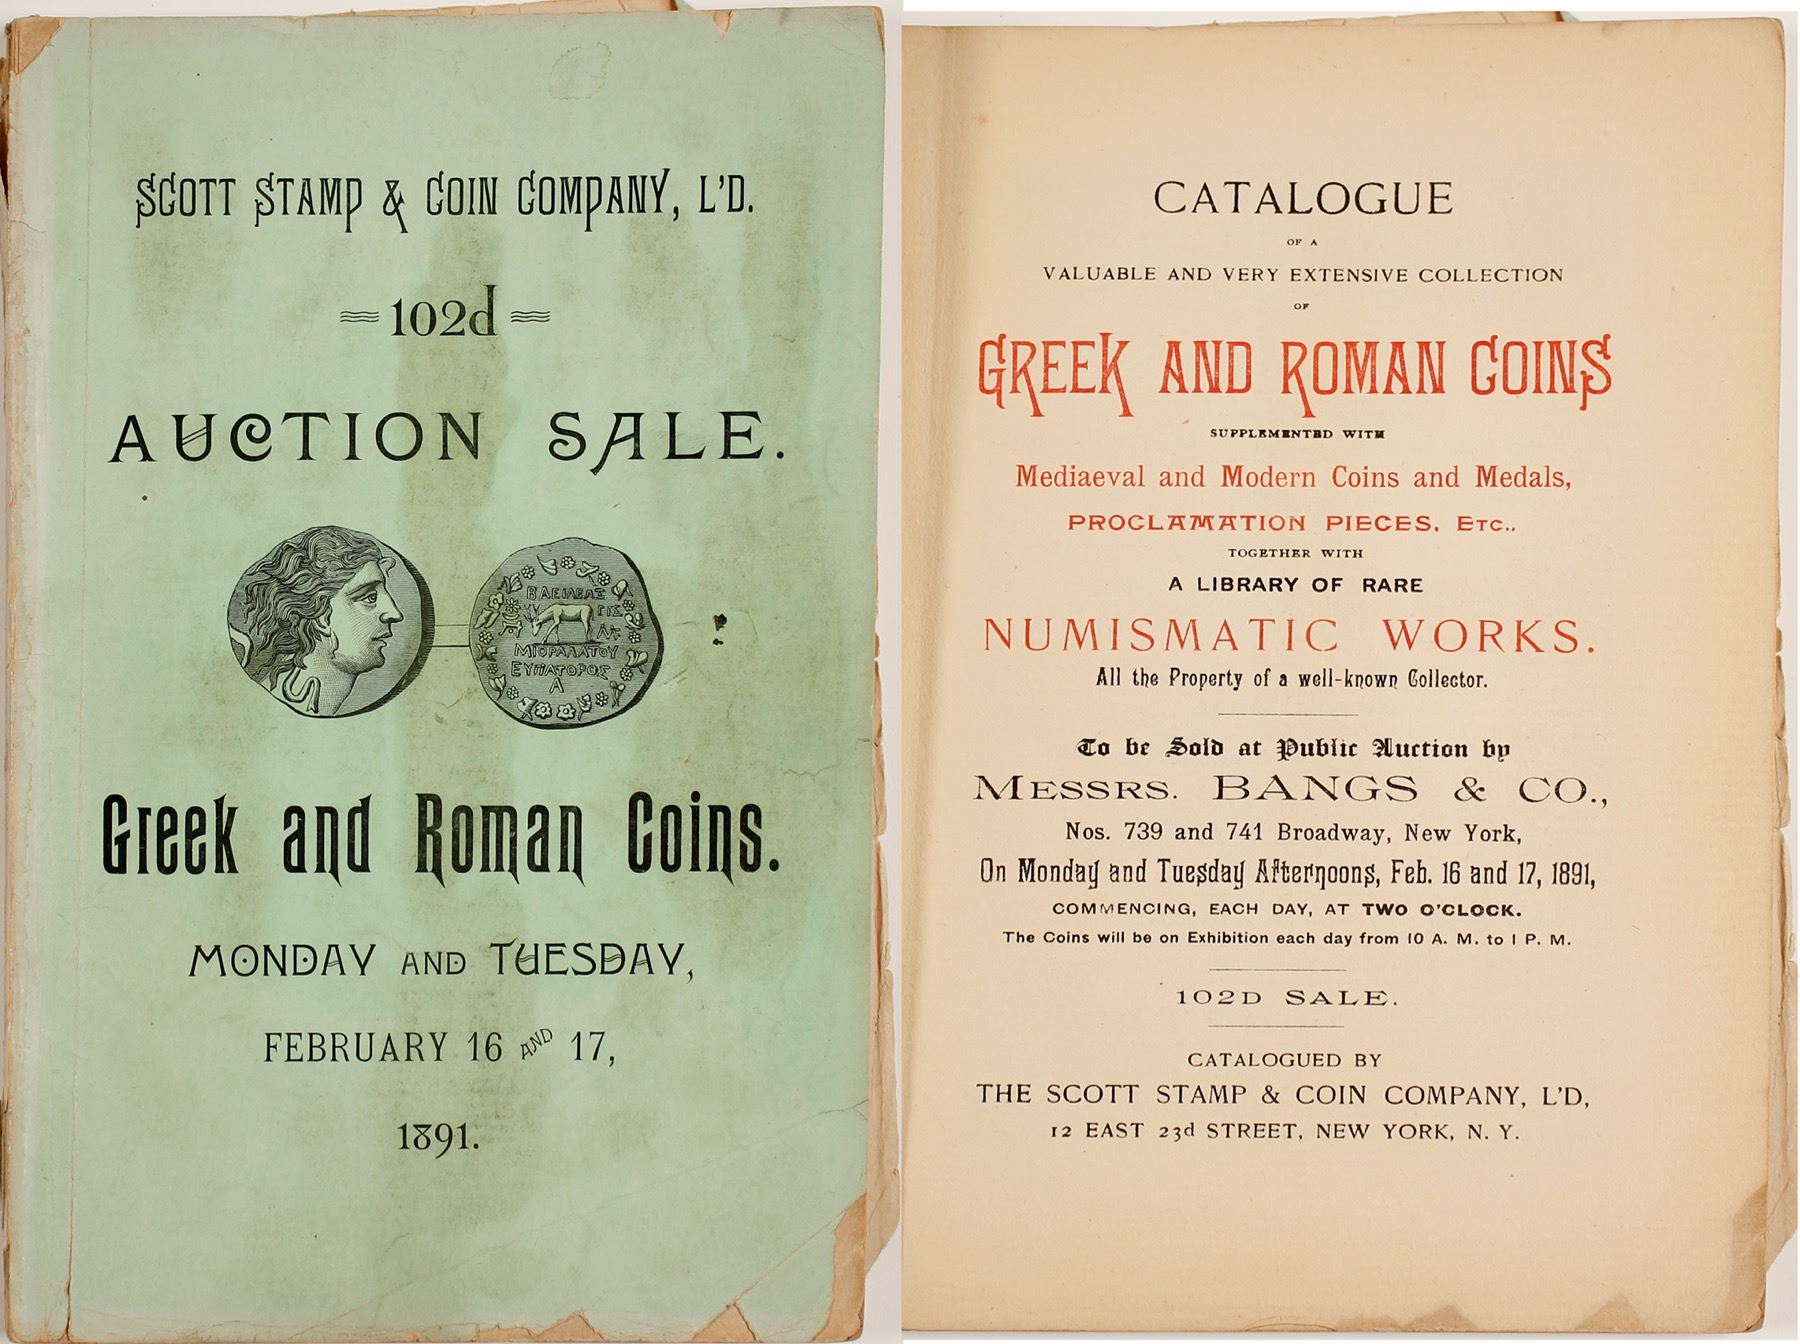 SCOTT STAMP & COIN COMPANY, L'D.
102d
AUCTION SALE.
ΒΑΣΙΛΕΩΣ
ΕΥΠΑΤΟΡΟΣ
Α
Greek and Roman Coins.
MONDAY AND TUESDAY,
FEBRUARY 16 AND 17,
1891.
CATALOGUE
OF A
VALUABLE AND VERY EXTENSIVE COLLECTION
OF
GREEK AND ROMAN COINS
SUPPLEMENTED WITH
Mediaeval and Modern Coins and Medals,
PROCLAMATION PIECES, ETC..
TOGETHER WITH
A LIBRARY OF RARE
NUMISMATIC WORKS.
All the Property of a well-known Collector.
To be Sold at Public Auction by
MESSRS. BANGS & CO.,
Nos. 739 and 741 Broadway, New York,
On Monday and Tuesday Afternoons, Feb. 16 and 17, 1891,
COMMENCING, EACH DAY, AT TWO O'CLOCK.
The Coins will be on Exhibition each day from 10 A. M. to 1 P. M.
102D SALE.
CATALOGUED BY
THE SCOTT STAMP & COIN COMPANY, L'D,
12 EAST 23d STREET, NEW YORK, N. Y.